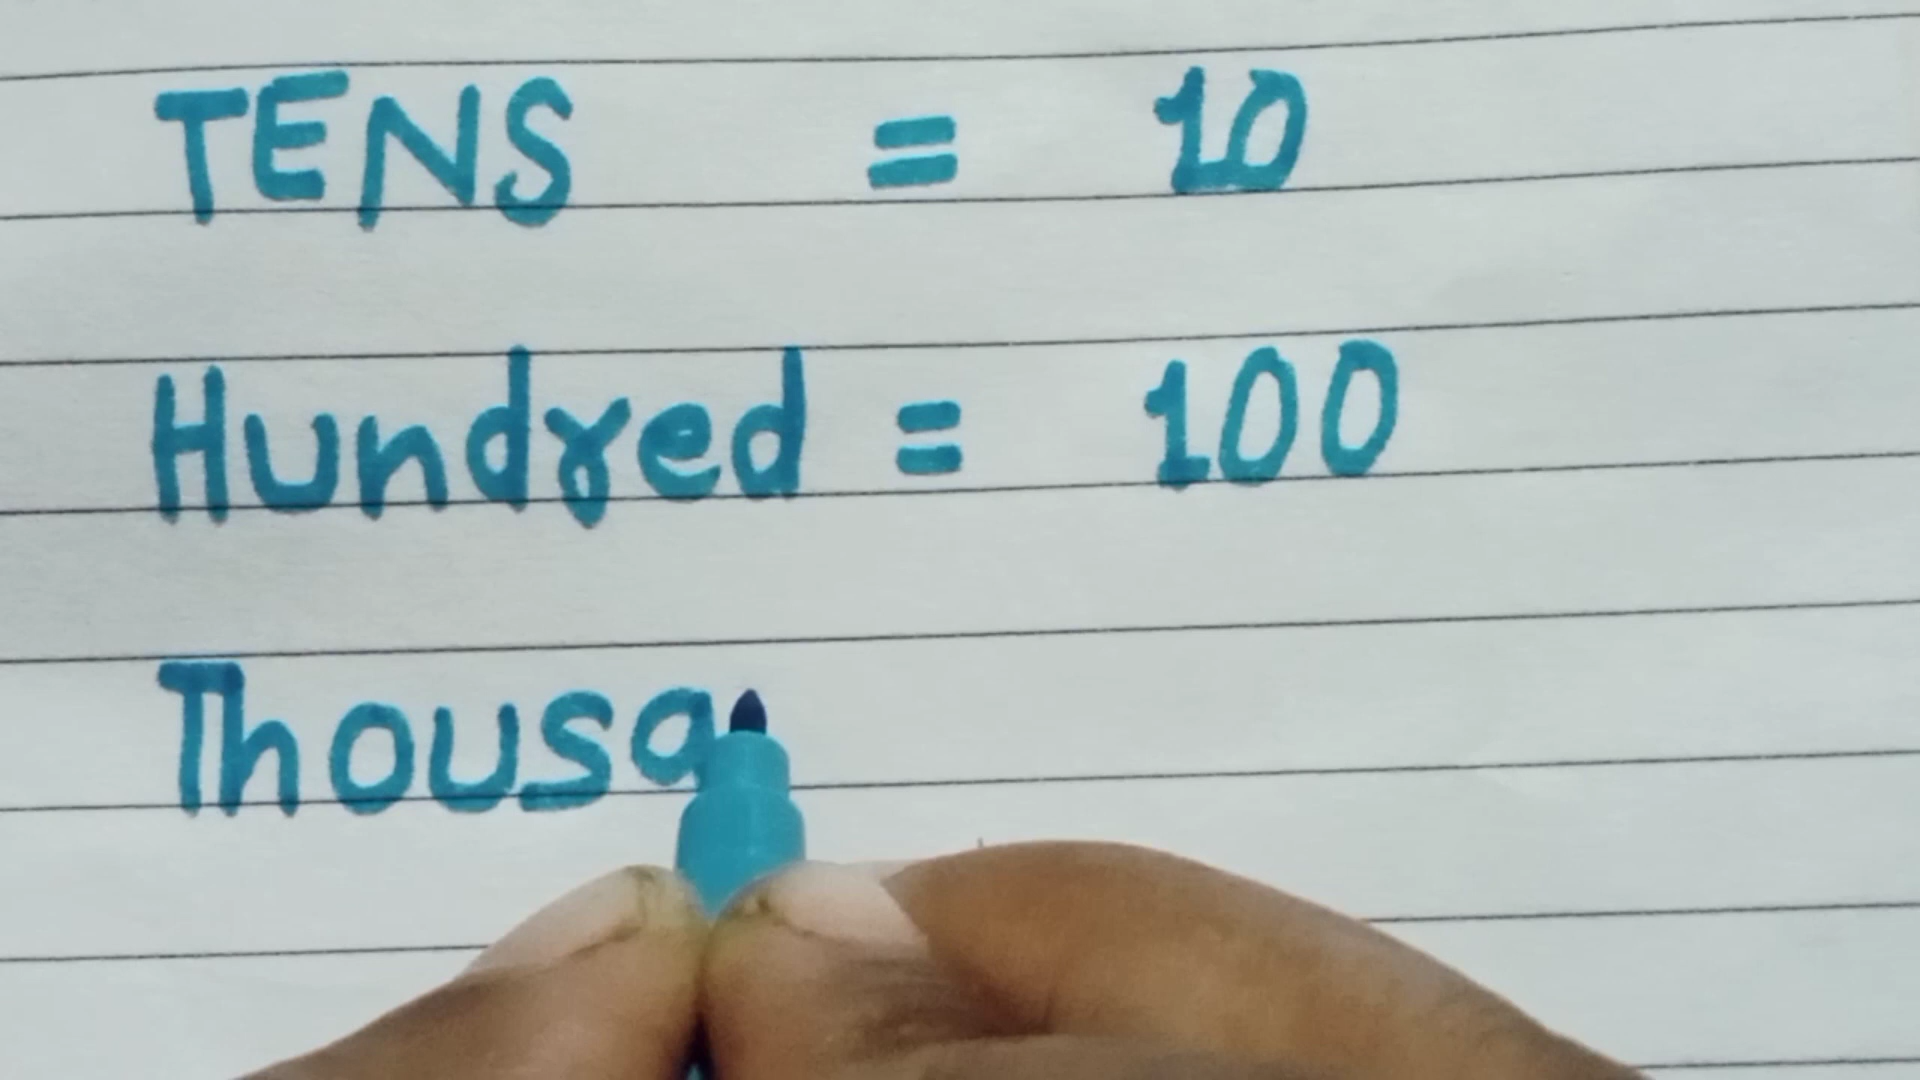 TENS = 10
Hundred = 100
Thousa